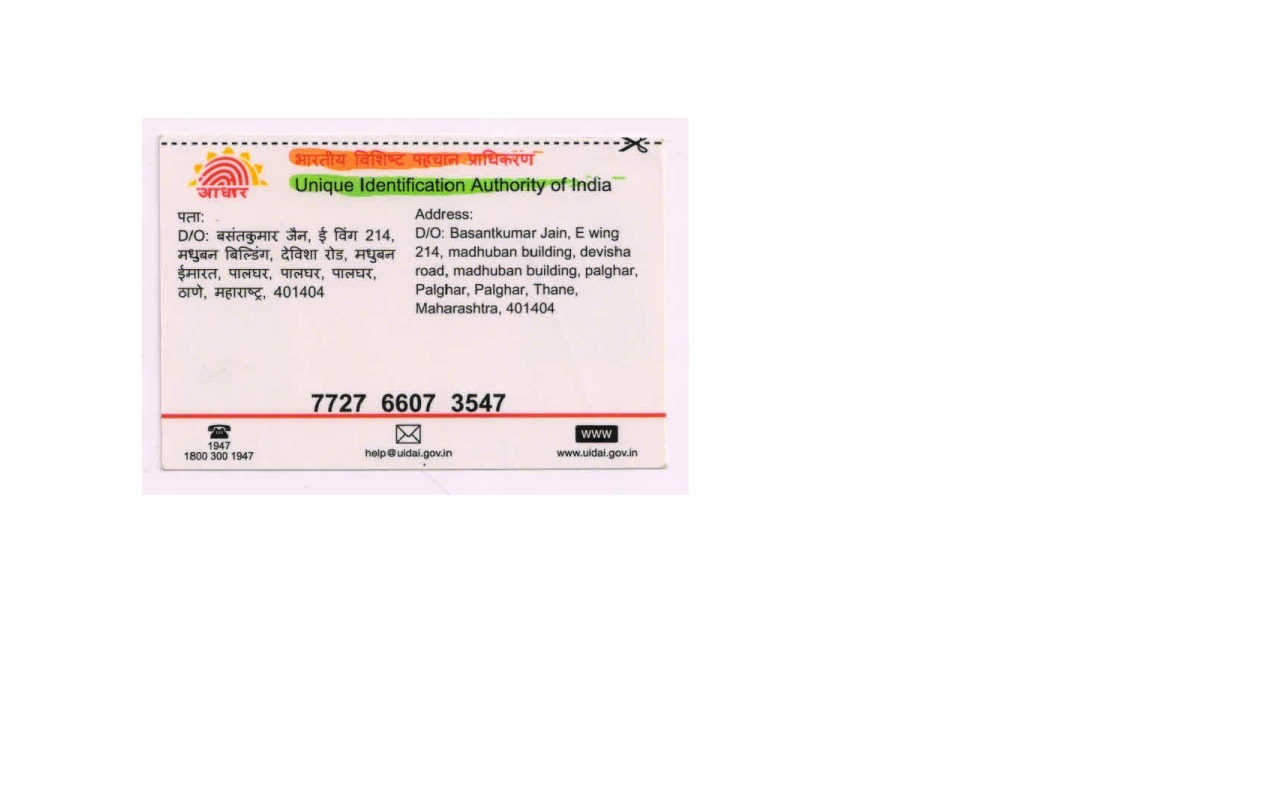 भारतीय विशिष्ट पहचान प्राधिकरण
Unique Identification Authority of India
आधार
पता:
D/O: बसंतकुमार जैन, ई विंग 214,
मधुबन बिल्डिंग, देविशा रोड, मधुबन
ईमारत, पालघर, पालघर, पालघर,
ठाणे, महाराष्ट्र, 401404
Address:
D/O: Basantkumar Jain, E wing
214, madhuban building, devisha
road, madhuban building, palghar,
Palghar, Palghar, Thane,
Maharashtra, 401404
7727 6607 3547
1947
1800 300 1947
help@uidai.gov.in
www
www.uidai.gov.in